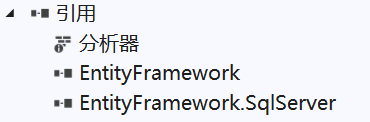 引用
分析器
EntityFramework
EntityFramework.SqlServer